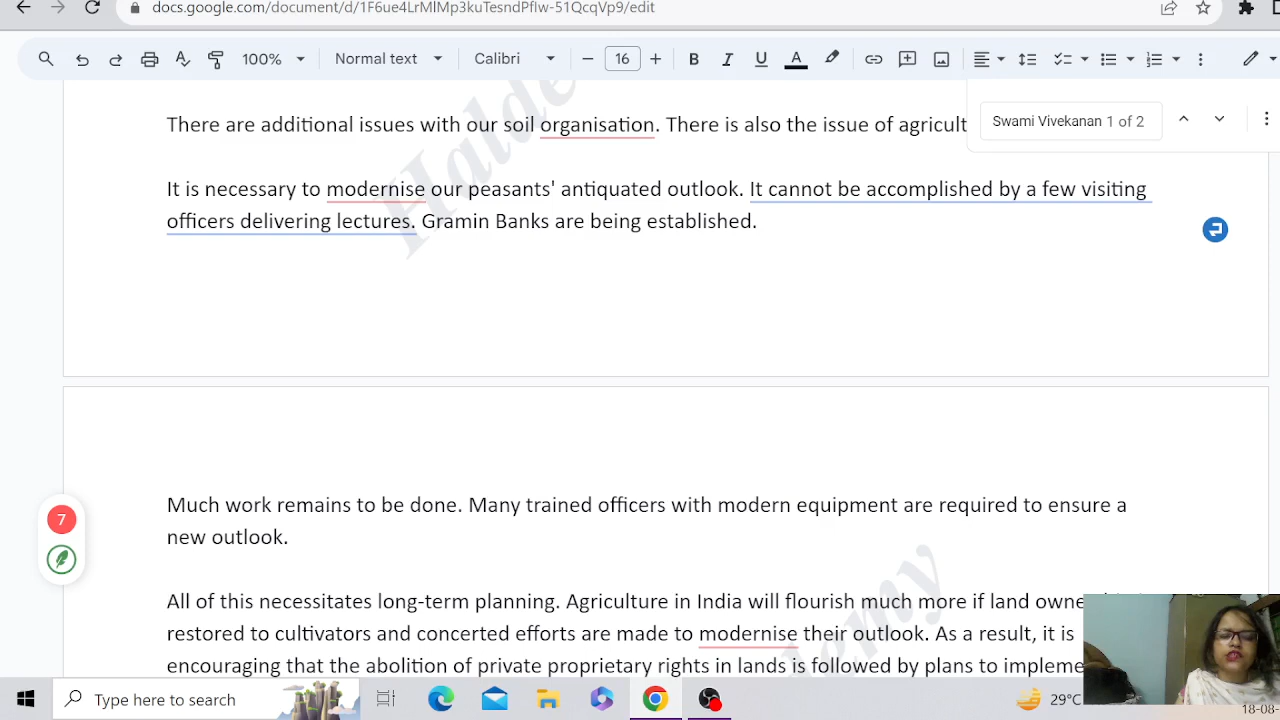 docs.google.com/document/d/1F6ue4LrMlMp3kuTesndPfIw-51QcqVp9/edit
100% Normal text Calibri 16 B I U A
There are additional issues with our soil organisation. There is also the issue of agricult
Swami Vivekanan 1 of 2
It is necessary to modernise our peasants' antiquated outlook. It cannot be accomplished by a few visiting
officers delivering lectures. Gramin Banks are being established.
Halde
Much work remains to be done. Many trained officers with modern equipment are required to ensure a
new outlook.
7
All of this necessitates long-term planning. Agriculture in India will flourish much more if land owne
restored to cultivators and concerted efforts are made to modernise their outlook. As a result, it is
encouraging that the abolition of private proprietary rights in lands is followed by plans to impleme
demy
Type here to search
29°C
18-08-